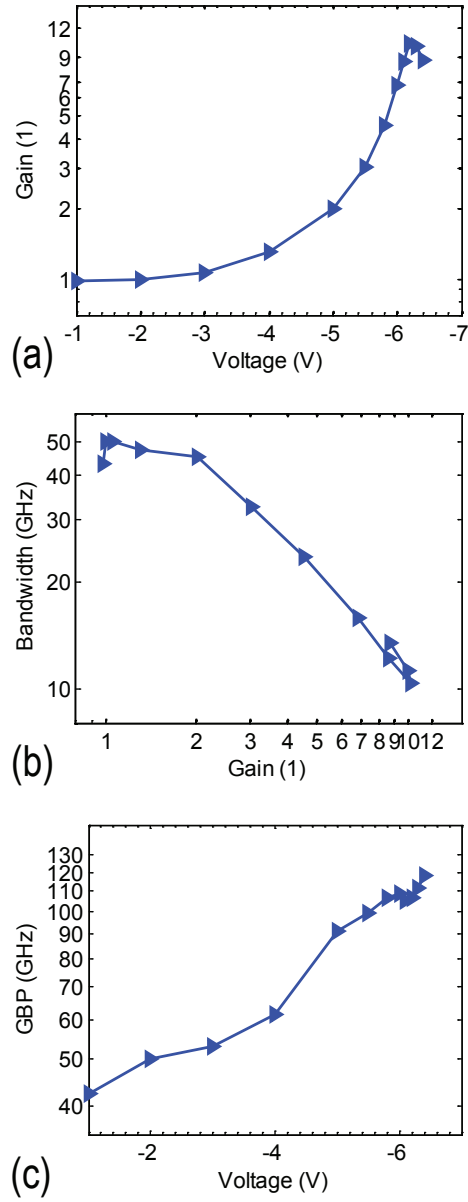 12
9
7
6
5
4
3
2
1
Gain (1)
-1 -2 -3 -4 -5 -6 -7
Voltage (V)
(a)
50
40
30
20
10
Bandwidth (GHz)
1 2 3 4 5 6 7 8 9 10 12
Gain (1)
(b)
130
120
110
100
90
80
70
60
50
40
GBP (GHz)
-2 -4 -6
Voltage (V)
(c)